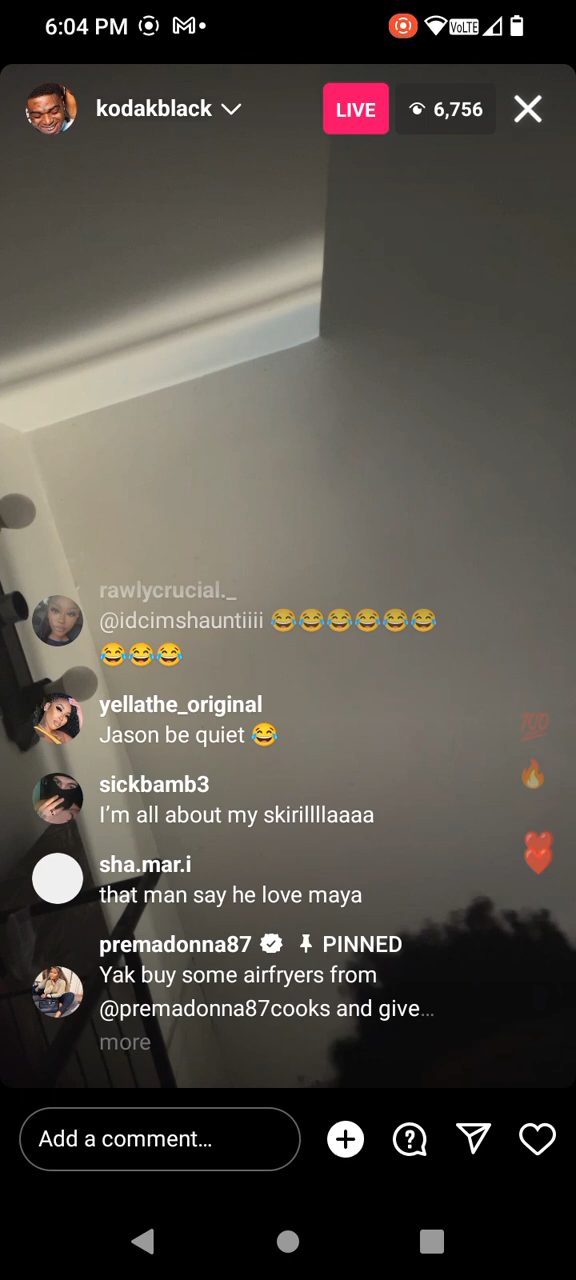 6:04 PM VoLTE
kodakblack LIVE 6,756
rawlycrucial._
@idcimshauntiiii 😂😂😂😂😂😂
😂😂😂
yellathe_original
Jason be quiet 😂
sickbamb3
I'm all about my skirillllaaaa
sha.mar.i
that man say he love maya
premadonna87 PINNED
Yak buy some airfryers from
@premadonna87cooks and give…
more
Add a comment...